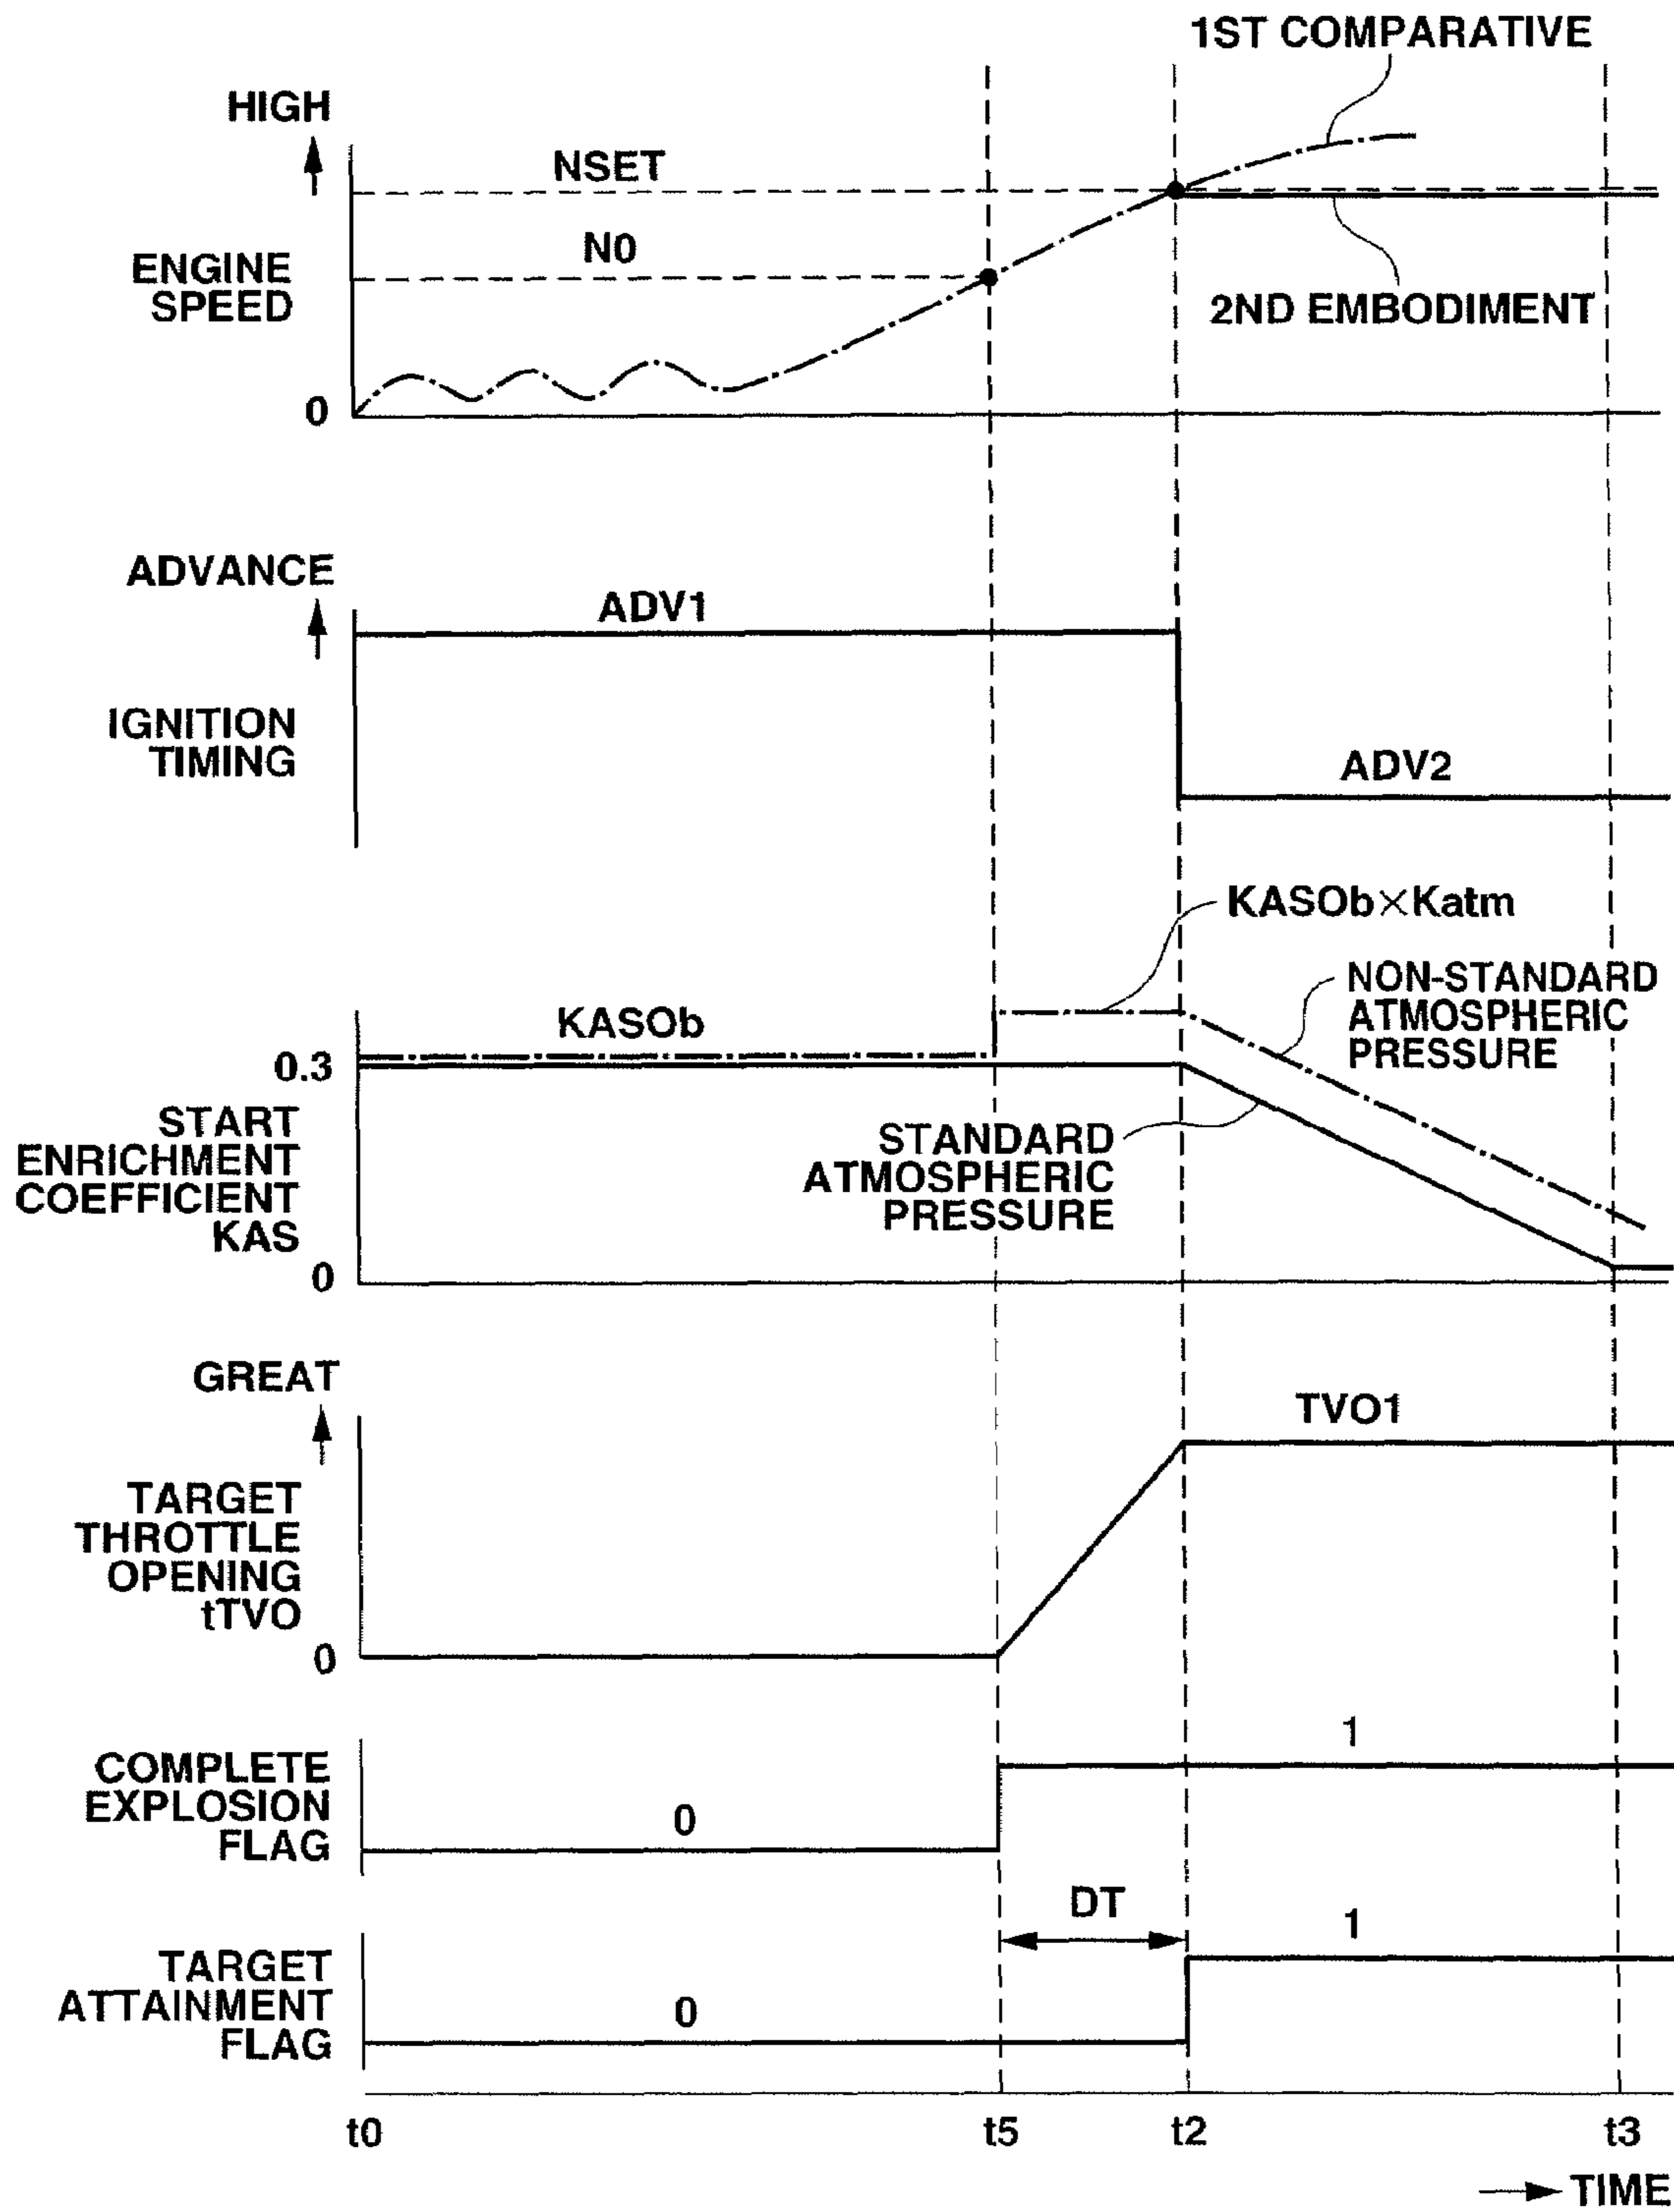 1ST COMPARATIVE
HIGH
NSET
N0
ENGINE
SPEED
2ND EMBODIMENT
0
ADVANCE
ADV1
IGNITION
TIMING
ADV2
KASOb×Katm
NON-STANDARD
ATMOSPHERIC
PRESSURE
KASOb
0.3
START
ENRICHMENT
COEFFICIENT
KAS
STANDARD
ATMOSPHERIC
PRESSURE
0
GREAT
TVO1
TARGET
THROTTLE
OPENING
tTVO
0
1
COMPLETE
EXPLOSION
FLAG
0
DT
1
TARGET
ATTAINMENT
FLAG
0
t0 t5 t2 t3
TIME